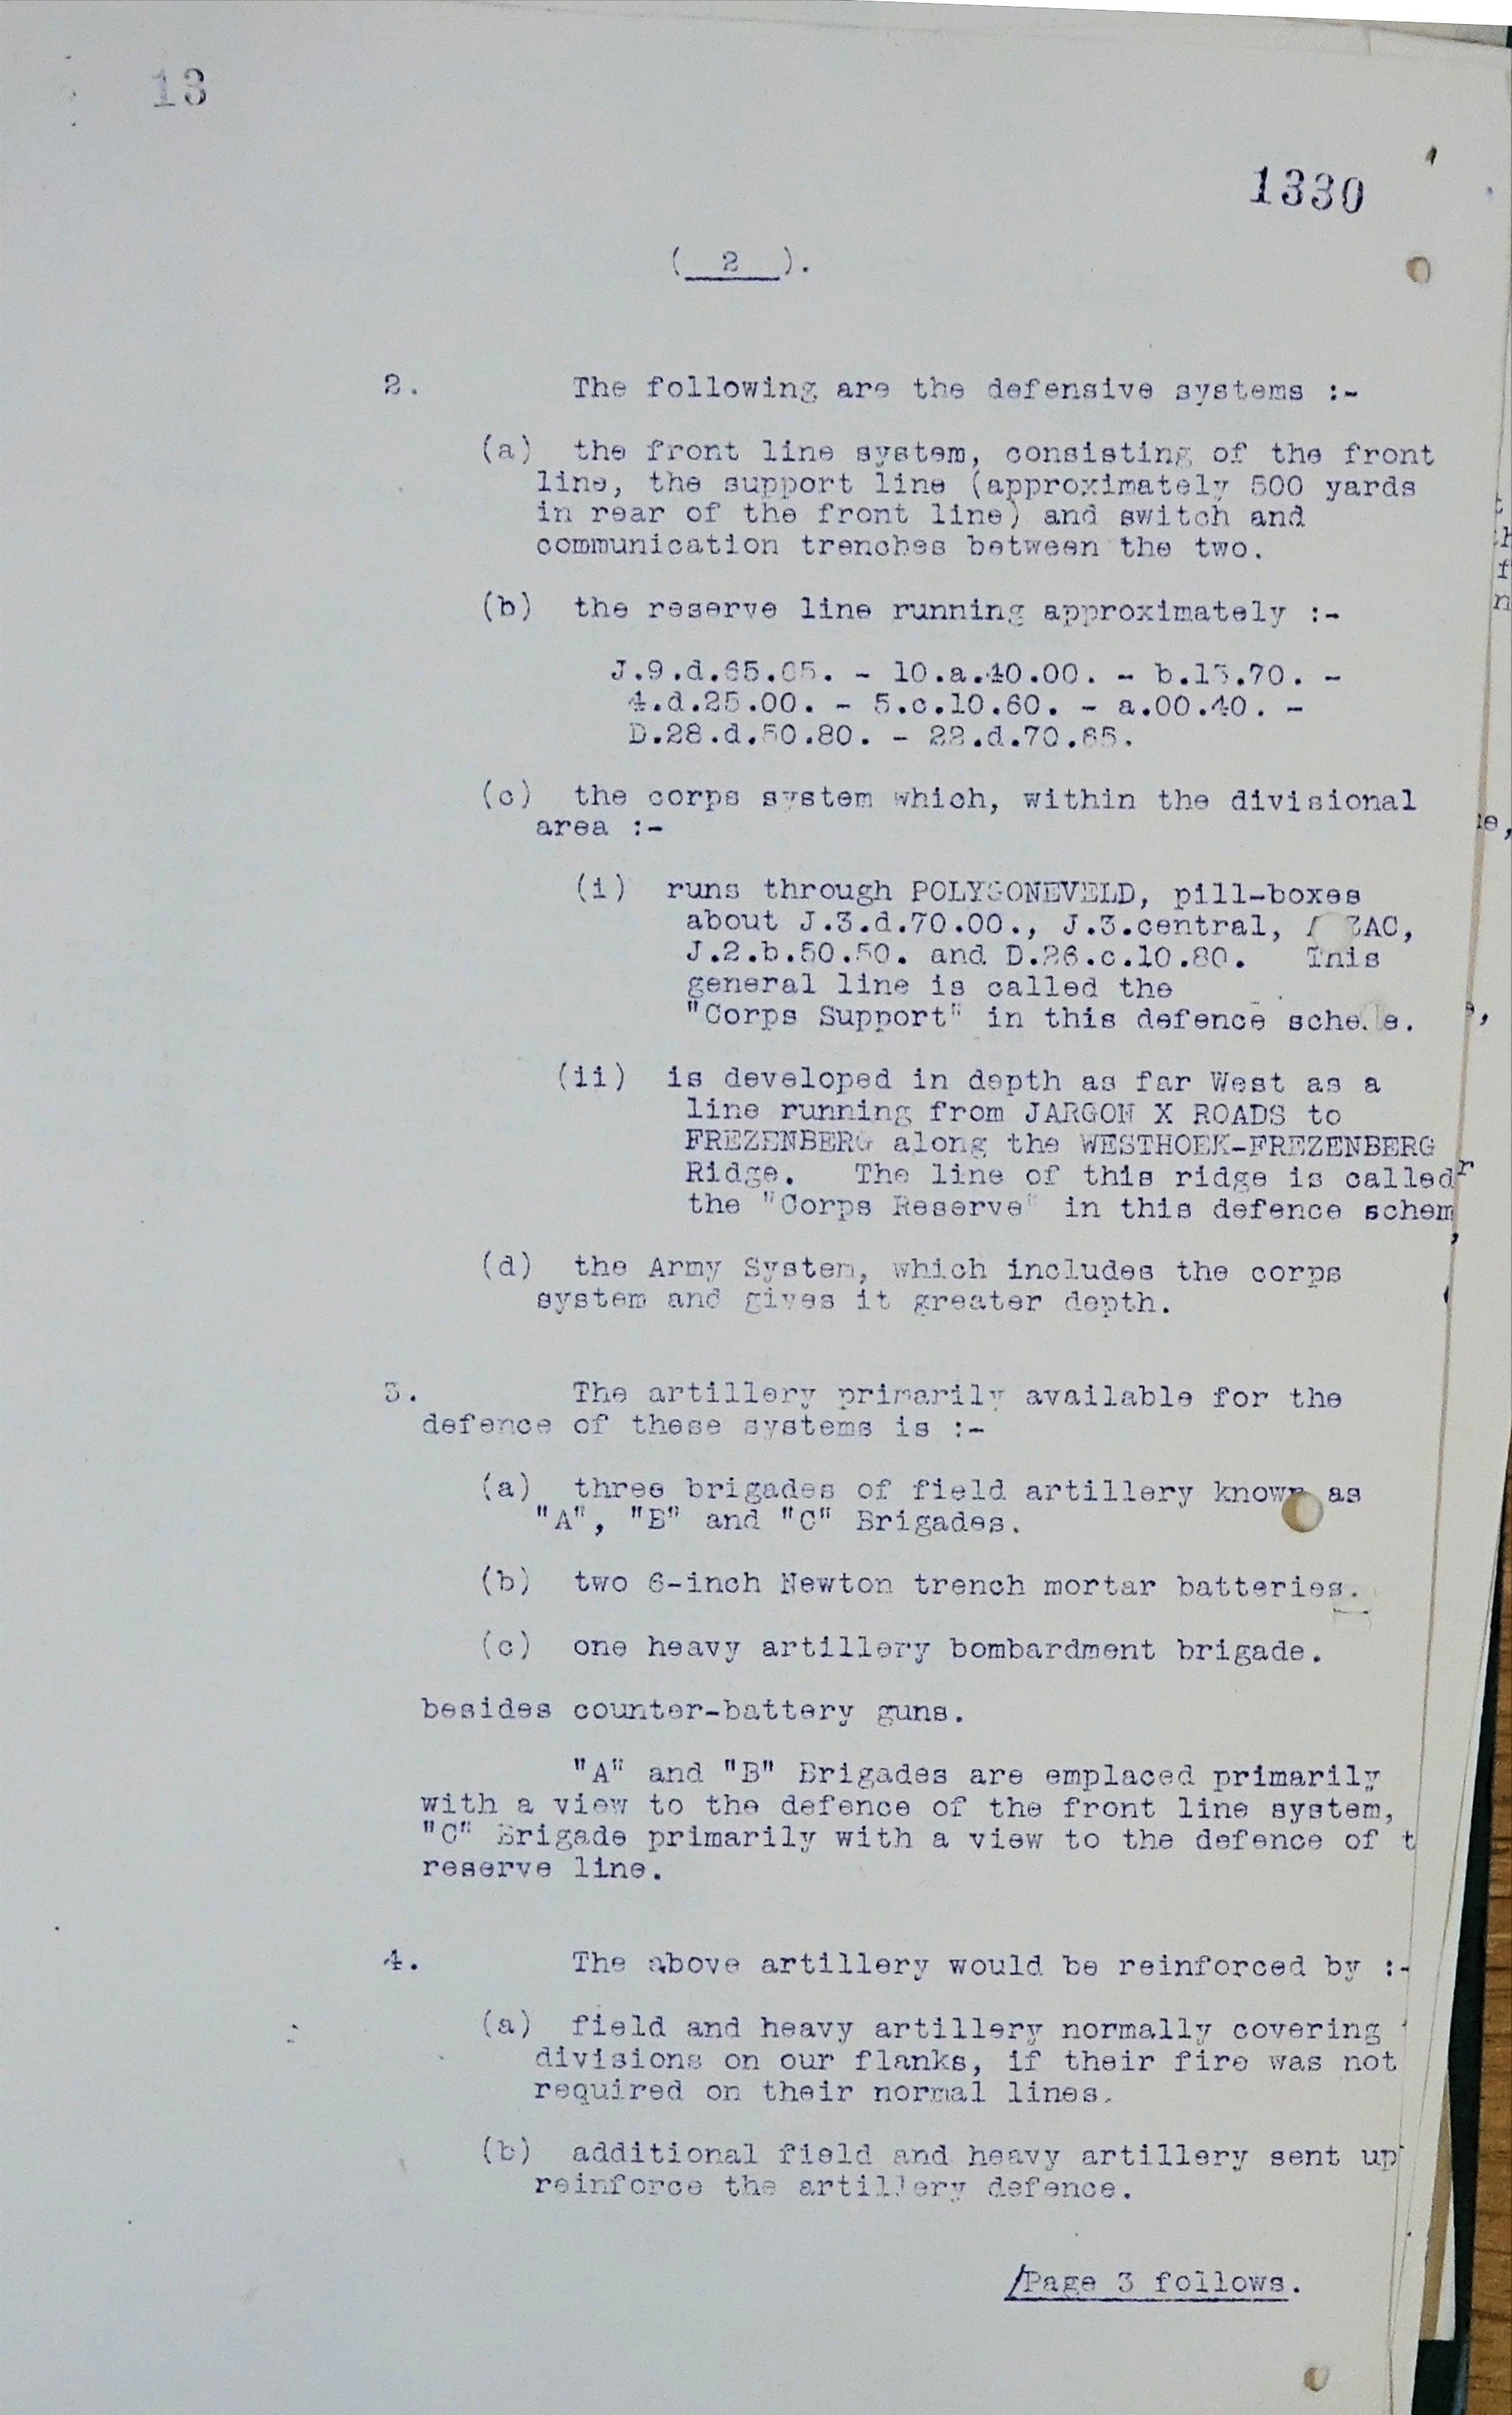 13
1330
( 2 ).
2. The following are the defensive systems :-
(a) the front line system, consisting of the front
line, the support line (approximately 500 yards
in rear of the front line) and switch and
communication trenches between the two.
(b) the reserve line running approximately :-
J.9.d.65.05. - 10.a.40.00. - b.15.70. -
4.d.25.00. - 5.c.10.60. - a.00.40. -
D.28.d.50.80. - 22.d.70.65.
(c) the corps system which, within the divisional
area :-
(i) runs through POLYGONEVELD, pill-boxes
about J.3.d.70.00., J.3.central,
J.2.b.50.50. and D.26.c.10.80. This
general line is called the
"Corps Support" in this defence scheme.
(ii) is developed in depth as far West as a
line running from JARGON X ROADS to
FREZENBERG along the WESTHOEK-FREZENBERG
Ridge. The line of this ridge is called
the "Corps Reserve" in this defence schem
(d) the Army System, which includes the corps
system and gives it greater depth.
3. The artillery primarily available for the
defence of these systems is :-
(a) three brigades of field artillery known as
"A", "B" and "C" Brigades.
(b) two 6-inch Newton trench mortar batteries.
(c) one heavy artillery bombardment brigade.
besides counter-battery guns.
"A" and "B" Brigades are emplaced primarily
with a view to the defence of the front line system,
"C" Brigade primarily with a view to the defence of t
reserve line.
4. The above artillery would be reinforced by :-
(a) field and heavy artillery normally covering
divisions on our flanks, if their fire was not
required on their normal lines.
(b) additional field and heavy artillery sent up
reinforce the artillery defence.
/Page 3 follows.